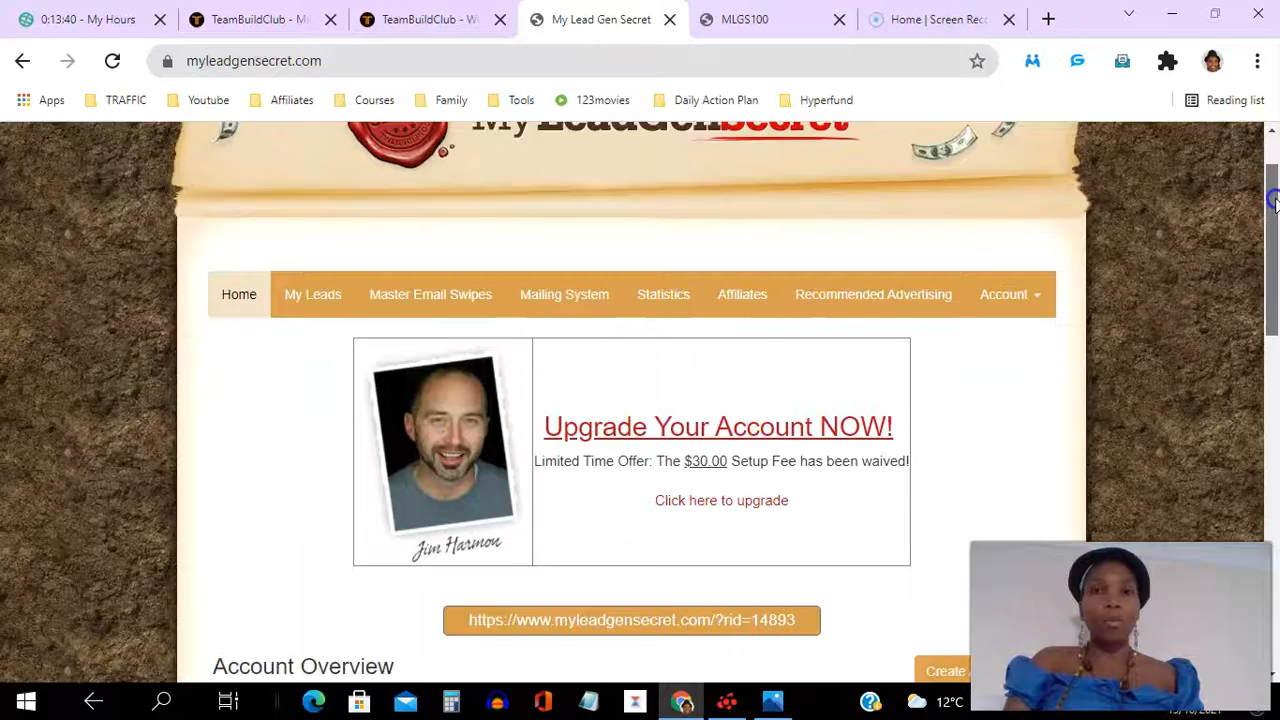 0:13:40 - My Hours
TeamBuildClub - M
TeamBuildClub - W
My Lead Gen Secret
MLGS100
Home | Screen Rec
myleadgensecret.com
Apps
TRAFFIC
Youtube
Affiliates
Courses
Family
Tools
123movies
Daily Action Plan
Hyperfund
Reading list
MyLeadGenSecret
Home
My Leads
Master Email Swipes
Mailing System
Statistics
Affiliates
Recommended Advertising
Account
Upgrade Your Account NOW!
Limited Time Offer: The $30.00 Setup Fee has been waived!
Click here to upgrade
Jim Harmon
https://www.myleadgensecret.com/?rid=14893
Account Overview
Create
12°C